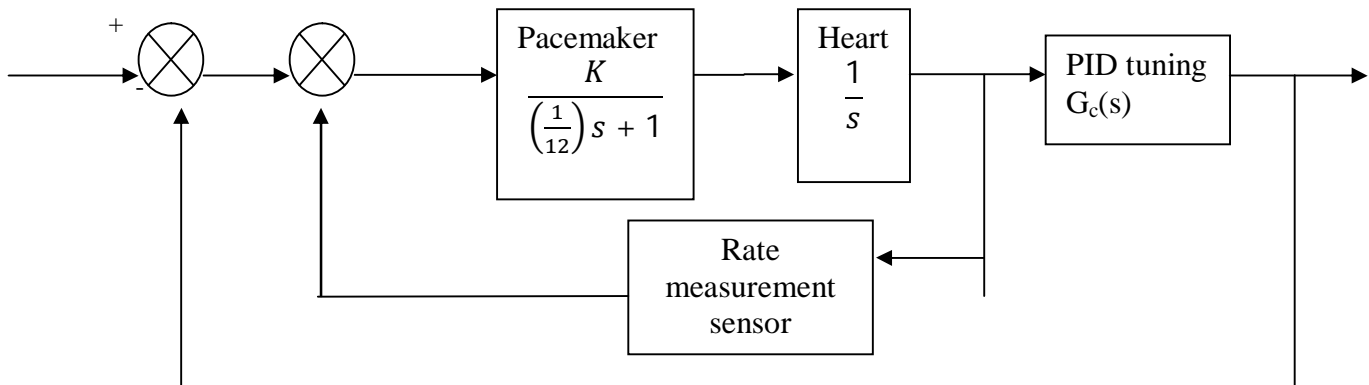 +
-
Pacemaker
K
(1/12) s + 1
Heart
1
s
PID tuning
Gc(s)
Rate
measurement
sensor